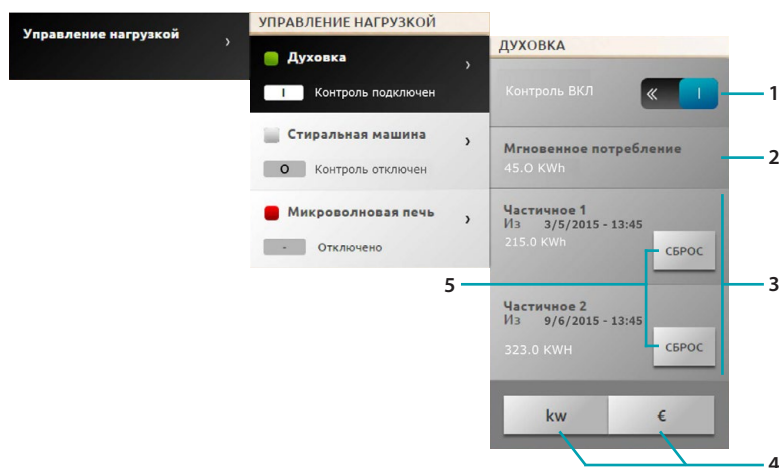 Управление нагрузкой
УПРАВЛЕНИЕ НАГРУЗКОЙ
Духовка
I Контроль подключен
Стиральная машина
O Контроль отключен
Микроволновая печь
- Отключено
ДУХОВКА
Контроль ВКЛ
I
1
Мгновенное потребление
45.O KWh
2
Частичное 1
Из 3/5/2015 - 13:45
215.0 KWh
СБРОС
3
5
Частичное 2
Из 9/6/2015 - 13:45
323.0 KWH
СБРОС
kw
€
4